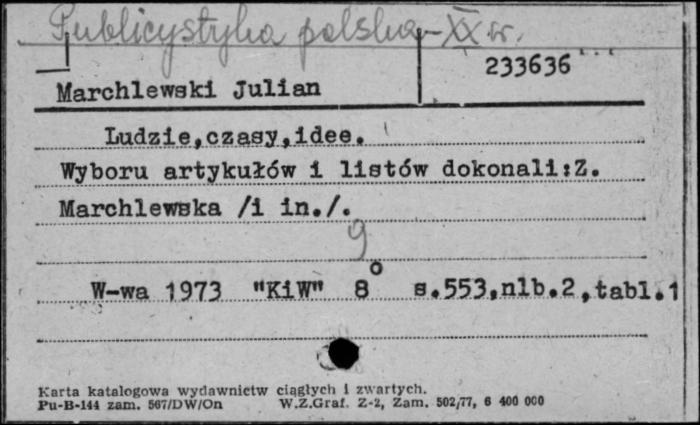 Publicystyka polska - XX w.
233636
Marchlewski Julian
Ludzie,czasy,idee.
Wyboru artykułów i listów dokonali:Z.
Marchlewska /i in./.
9
W-wa 1973 "KiW" 8° s.553,nlb.2,tabl.1
Karta katalogowa wydawnictw ciągłych i zwartych.
Pu-B-144 zam. 567/DW/On W.Z.Graf. Z-2, Zam. 502/77, 6 400 000